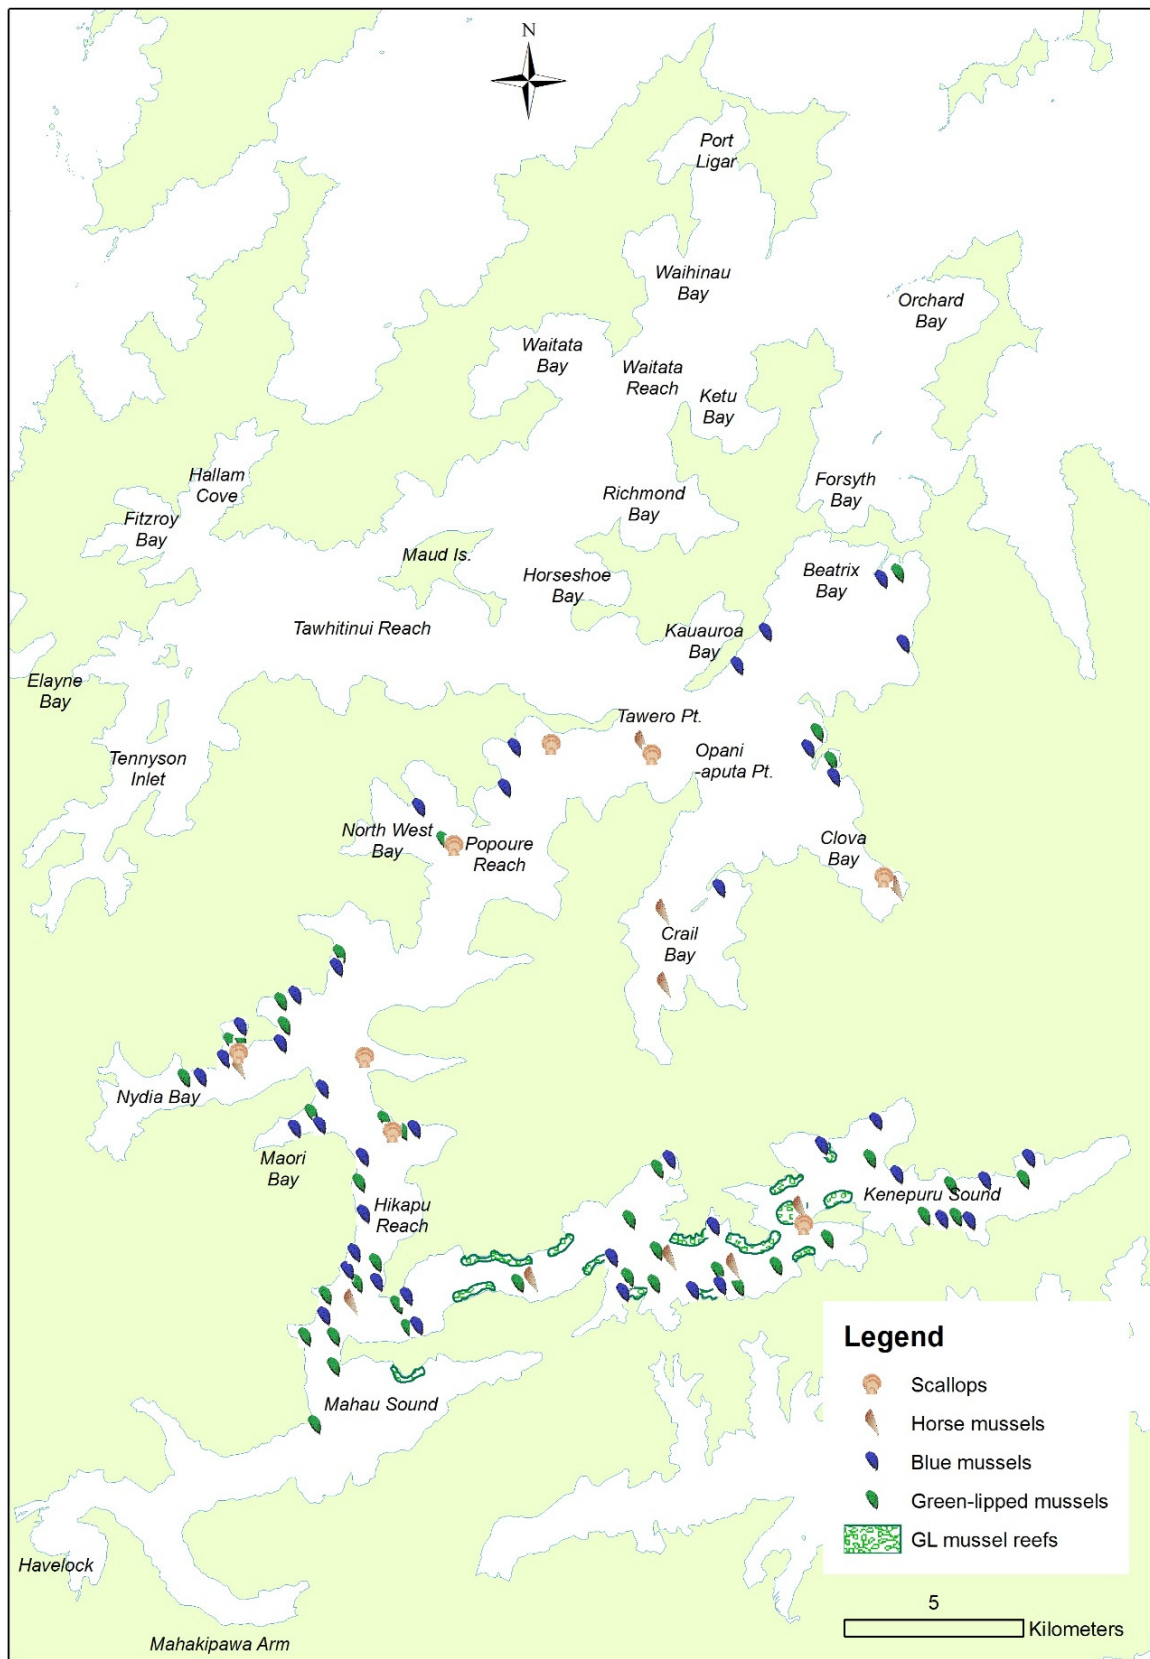 N
Port
Ligar
Waihinau
Bay
Orchard
Bay
Waitata
Bay
Waitata
Reach
Ketu
Bay
Hallam
Cove
Fitzroy
Bay
Richmond
Bay
Forsyth
Bay
Maud Is.
Horseshoe
Bay
Beatrix
Bay
Tawhitinui Reach
Kauauroa
Bay
Elayne
Bay
Tawero Pt.
Tennyson
Inlet
Opani
-aputa Pt.
North West
Bay
Popoure
Reach
Clova
Bay
Crail
Bay
Nydia Bay
Maori
Bay
Hikapu
Reach
Kenepuru Sound
Mahau Sound
Havelock
Mahakipawa Arm
Legend
Scallops
Horse mussels
Blue mussels
Green-lipped mussels
GL mussel reefs
5
Kilometers